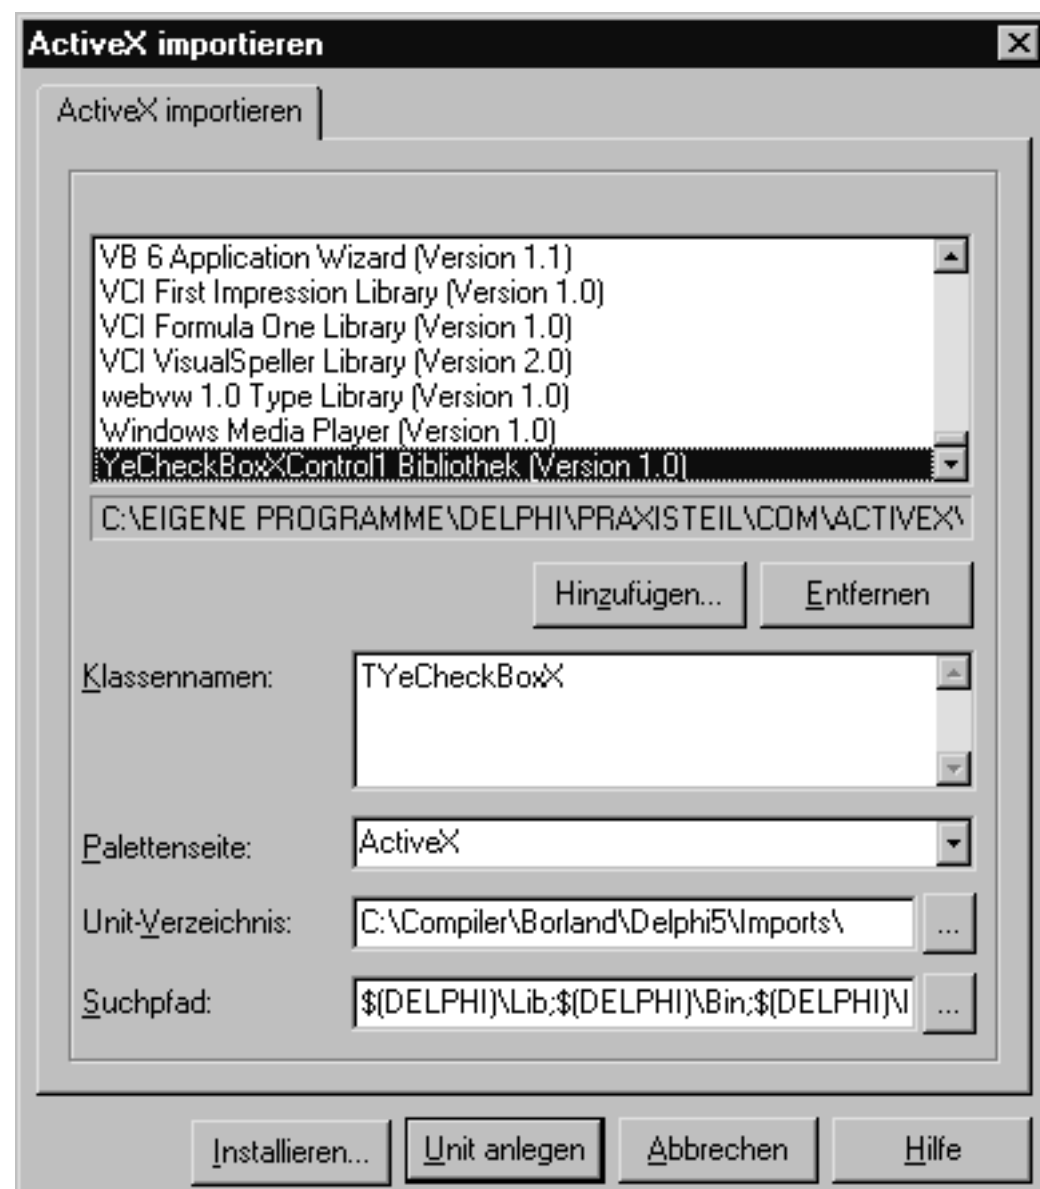 ActiveX importieren
ActiveX importieren
VB 6 Application Wizard (Version 1.1)
VCI First Impression Library (Version 1.0)
VCI Formula One Library (Version 1.0)
VCI VisualSpeller Library (Version 2.0)
webvw 1.0 Type Library (Version 1.0)
Windows Media Player (Version 1.0)
YeCheckBoxXControl1 Bibliothek (Version 1.0)
C:\EIGENE PROGRAMME\DELPHI\PRAXISTEIL\COM\ACTIVEX\
Hinzufügen... Entfernen
Klassennamen: TYeCheckBoxX
Palettenseite: ActiveX
Unit-Verzeichnis: C:\Compiler\Borland\Delphi5\Imports\ ...
Suchpfad: $(DELPHI)\Lib;$(DELPHI)\Bin;$(DELPHI)\I ...
Installieren... Unit anlegen Abbrechen Hilfe